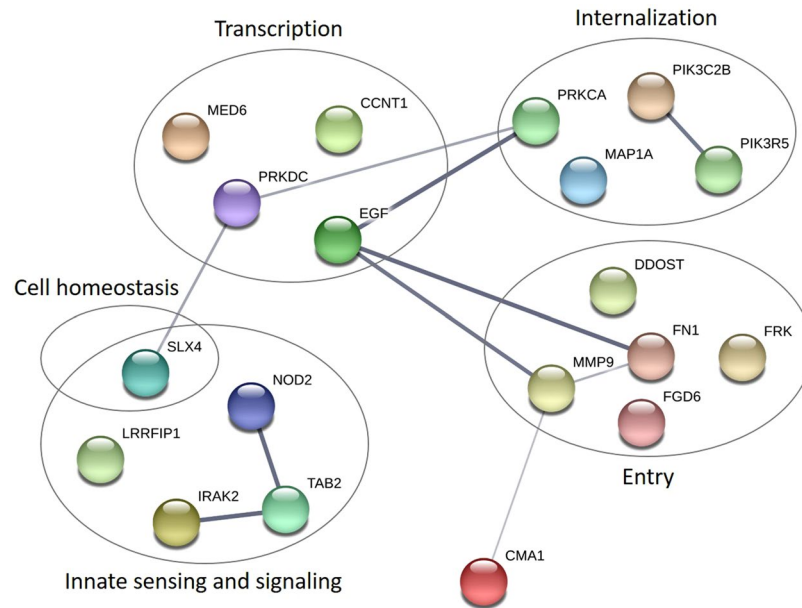 Transcription
Internalization
MED6
CCNT1
PRKDC
EGF
PRKCA
PIK3C2B
MAP1A
PIK3R5
Cell homeostasis
SLX4
NOD2
LRRFIP1
IRAK2
TAB2
Innate sensing and signaling
DDOST
FN1
FRK
MMP9
FGD6
Entry
CMA1